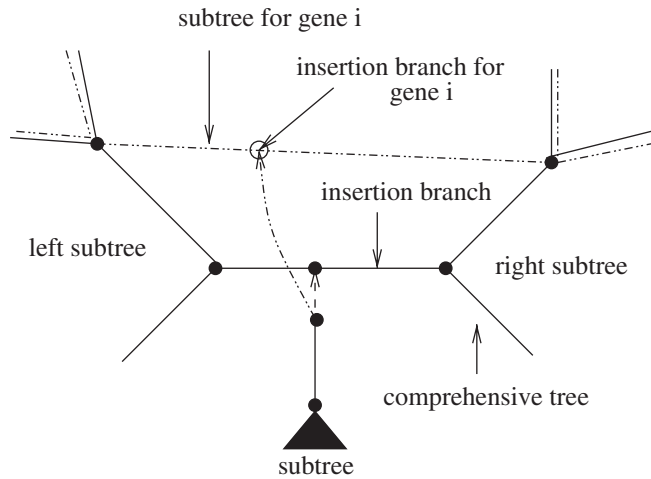 subtree for gene i
insertion branch for
gene i
insertion branch
left subtree
right subtree
comprehensive tree
subtree